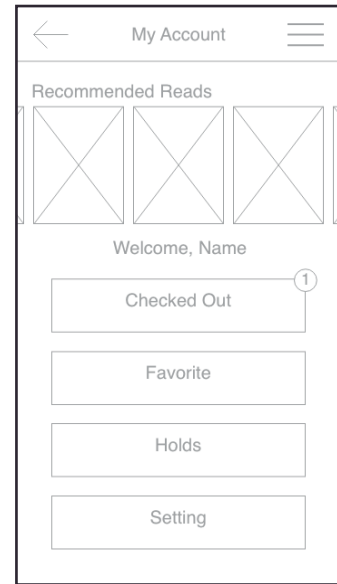 My Account
Recommended Reads
Welcome, Name
1
Checked Out
Favorite
Holds
Setting